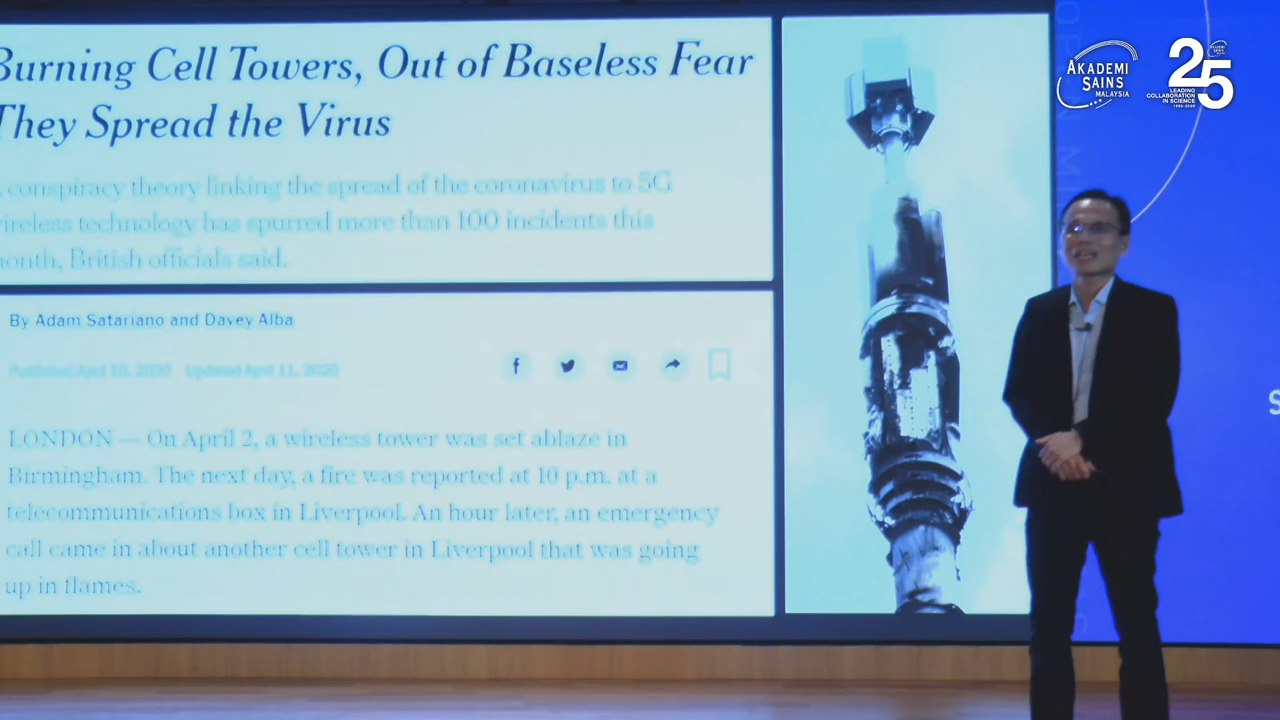 Burning Cell Towers, Out of Baseless Fear
They Spread the Virus
conspiracy theory linking the spread of the coronavirus to 5G
wireless technology has spurred more than 100 incidents this
month, British officials said.
By Adam Satariano and Davey Alba
Published April 10, 2020 Updated April 11, 2020
LONDON — On April 2, a wireless tower was set ablaze in
Birmingham. The next day, a fire was reported at 10 p.m. at a
telecommunications box in Liverpool. An hour later, an emergency
call came in about another cell tower in Liverpool that was going
up in flames.
AKADEMI
SAINS
MALAYSIA
25
LEADING
COLLABORATION
IN SCIENCE
1995-2020
S